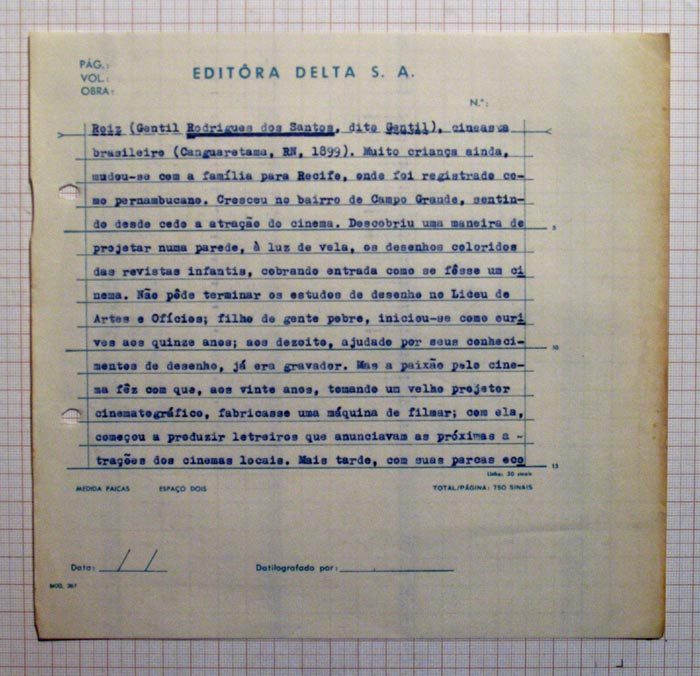 PÁG.:
VOL.:
OBRA:
EDITÔRA DELTA S. A.
N.º:
Roiz (Gentil Rodrigues dos Santos, dito Gentil), cineasta
brasileiro (Canguaretama, RN, 1899). Muito criança ainda,
mudou-se com a família para Recife, onde foi registrado co-
mo pernambucano. Cresceu no bairro de Campo Grande, sentin-
do desde cedo a atração do cinema. Descobriu uma maneira de
5
projetar numa parede, à luz de vela, os desenhos coloridos
das revistas infantis, cobrando entrada como se fôsse um ci
nema. Não pôde terminar os estudos de desenho no Liceu de
Artes e Ofícios; filho de gente pobre, iniciou-se como ouri
ves aos quinze anos; aos dezoito, ajudado por seus conheci-
10
mentos de desenho, já era gravador. Mas a paixão pelo cine-
ma fêz com que, aos vinte anos, tomando um velho projetor
cinematográfico, fabricasse uma máquina de filmar; com ela,
começou a produzir letreiros que anunciavam as próximas a -
trações dos cinemas locais. Mais tarde, com suas parcas eco
15
Linha: 50 sinais
MEDIDA PAICAS ESPAÇO DOIS TOTAL/PÁGINA: 750 SINAIS
Data: / / Datilografado por:
MOD. 361